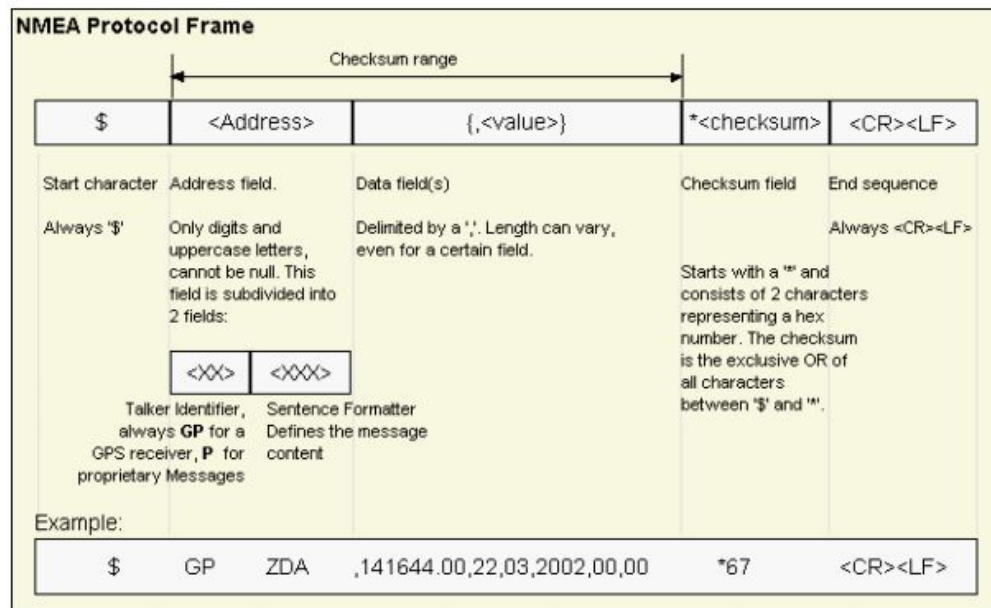 NMEA Protocol Frame
Checksum range
$ <Address> {,<value>} *<checksum> <CR><LF>
Start character Address field. Data field(s) Checksum field End sequence
Always '$'
Only digits and
uppercase letters,
cannot be null. This
field is subdivided into
2 fields:
Delimited by a ','. Length can vary,
even for a certain field.
Always <CR><LF>
Starts with a '*' and
consists of 2 characters
representing a hex
number. The checksum
is the exclusive OR of
all characters
between '$' and '*'.
<XX> <XXX>
Talker Identifier,
always GP for a
GPS receiver, P for
proprietary Messages
Sentence Formatter
Defines the message
content
Example:
$ GP ZDA ,141644.00,22,03,2002,00,00 *67 <CR><LF>